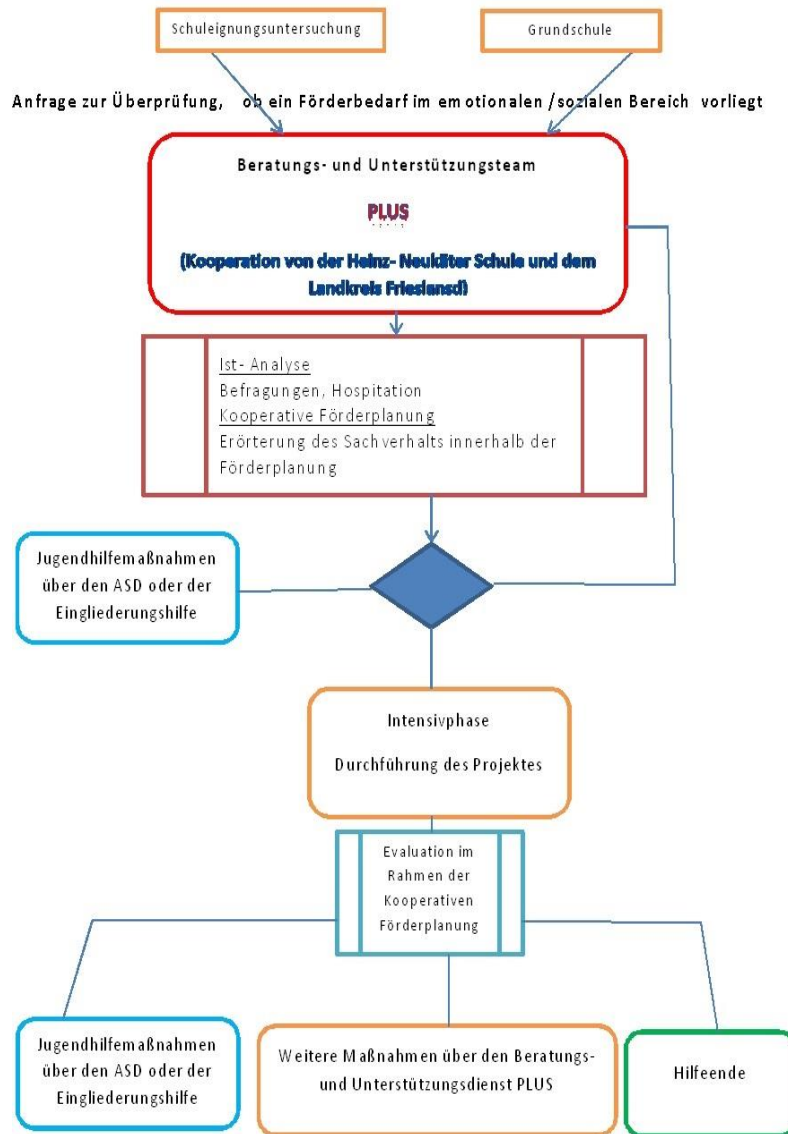 Schuleignungsuntersuchung
Grundschule
Anfrage zur Überprüfung, ob ein Förderbedarf im emotionalen /sozialen Bereich vorliegt
Beratungs- und Unterstützungsteam
PLUS
(Kooperation von der Heinz- Neukäter Schule und dem
Landkreis Frieslansd)
Ist- Analyse
Befragungen, Hospitation
Kooperative Förderplanung
Erörterung des Sachverhalts innerhalb der
Förderplanung
Jugendhilfemaßnahmen
über den ASD oder der
Eingliederungshilfe
Intensivphase
Durchführung des Projektes
Evaluation im
Rahmen der
Kooperativen
Förderplanung
Jugendhilfemaßnahmen
über den ASD oder der
Eingliederungshilfe
Weitere Maßnahmen über den Beratungs-
und Unterstützungsdienst PLUS
Hilfeende